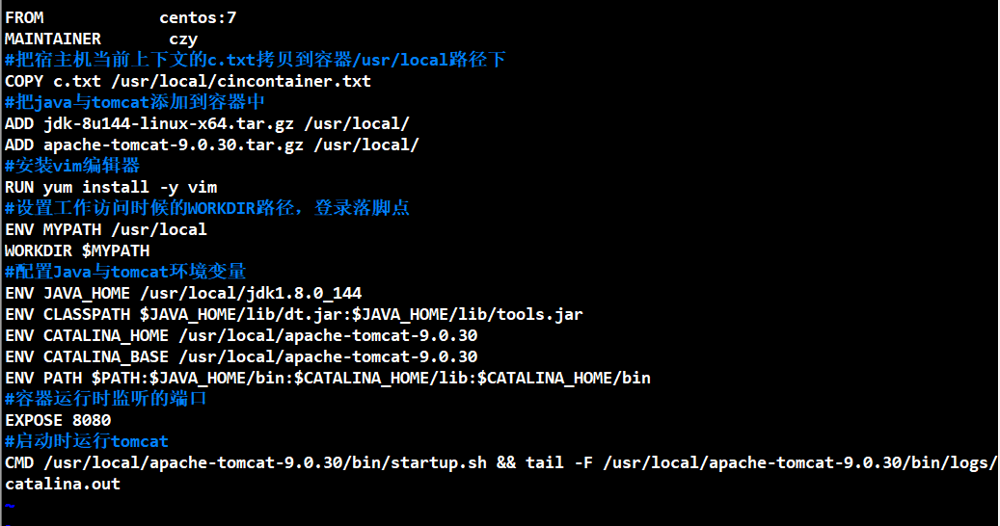 FROM            centos:7
MAINTAINER       czy
#把宿主机当前上下文的c.txt拷贝到容器/usr/local路径下
COPY c.txt /usr/local/cincontainer.txt
#把java与tomcat添加到容器中
ADD jdk-8u144-linux-x64.tar.gz /usr/local/
ADD apache-tomcat-9.0.30.tar.gz /usr/local/
#安装vim编辑器
RUN yum install -y vim
#设置工作访问时候的WORKDIR路径，登录落脚点
ENV MYPATH /usr/local
WORKDIR $MYPATH
#配置Java与tomcat环境变量
ENV JAVA_HOME /usr/local/jdk1.8.0_144
ENV CLASSPATH $JAVA_HOME/lib/dt.jar:$JAVA_HOME/lib/tools.jar
ENV CATALINA_HOME /usr/local/apache-tomcat-9.0.30
ENV CATALINA_BASE /usr/local/apache-tomcat-9.0.30
ENV PATH $PATH:$JAVA_HOME/bin:$CATALINA_HOME/lib:$CATALINA_HOME/bin
#容器运行时监听的端口
EXPOSE 8080
#启动时运行tomcat
CMD /usr/local/apache-tomcat-9.0.30/bin/startup.sh && tail -F /usr/local/apache-tomcat-9.0.30/bin/logs/
catalina.out
~